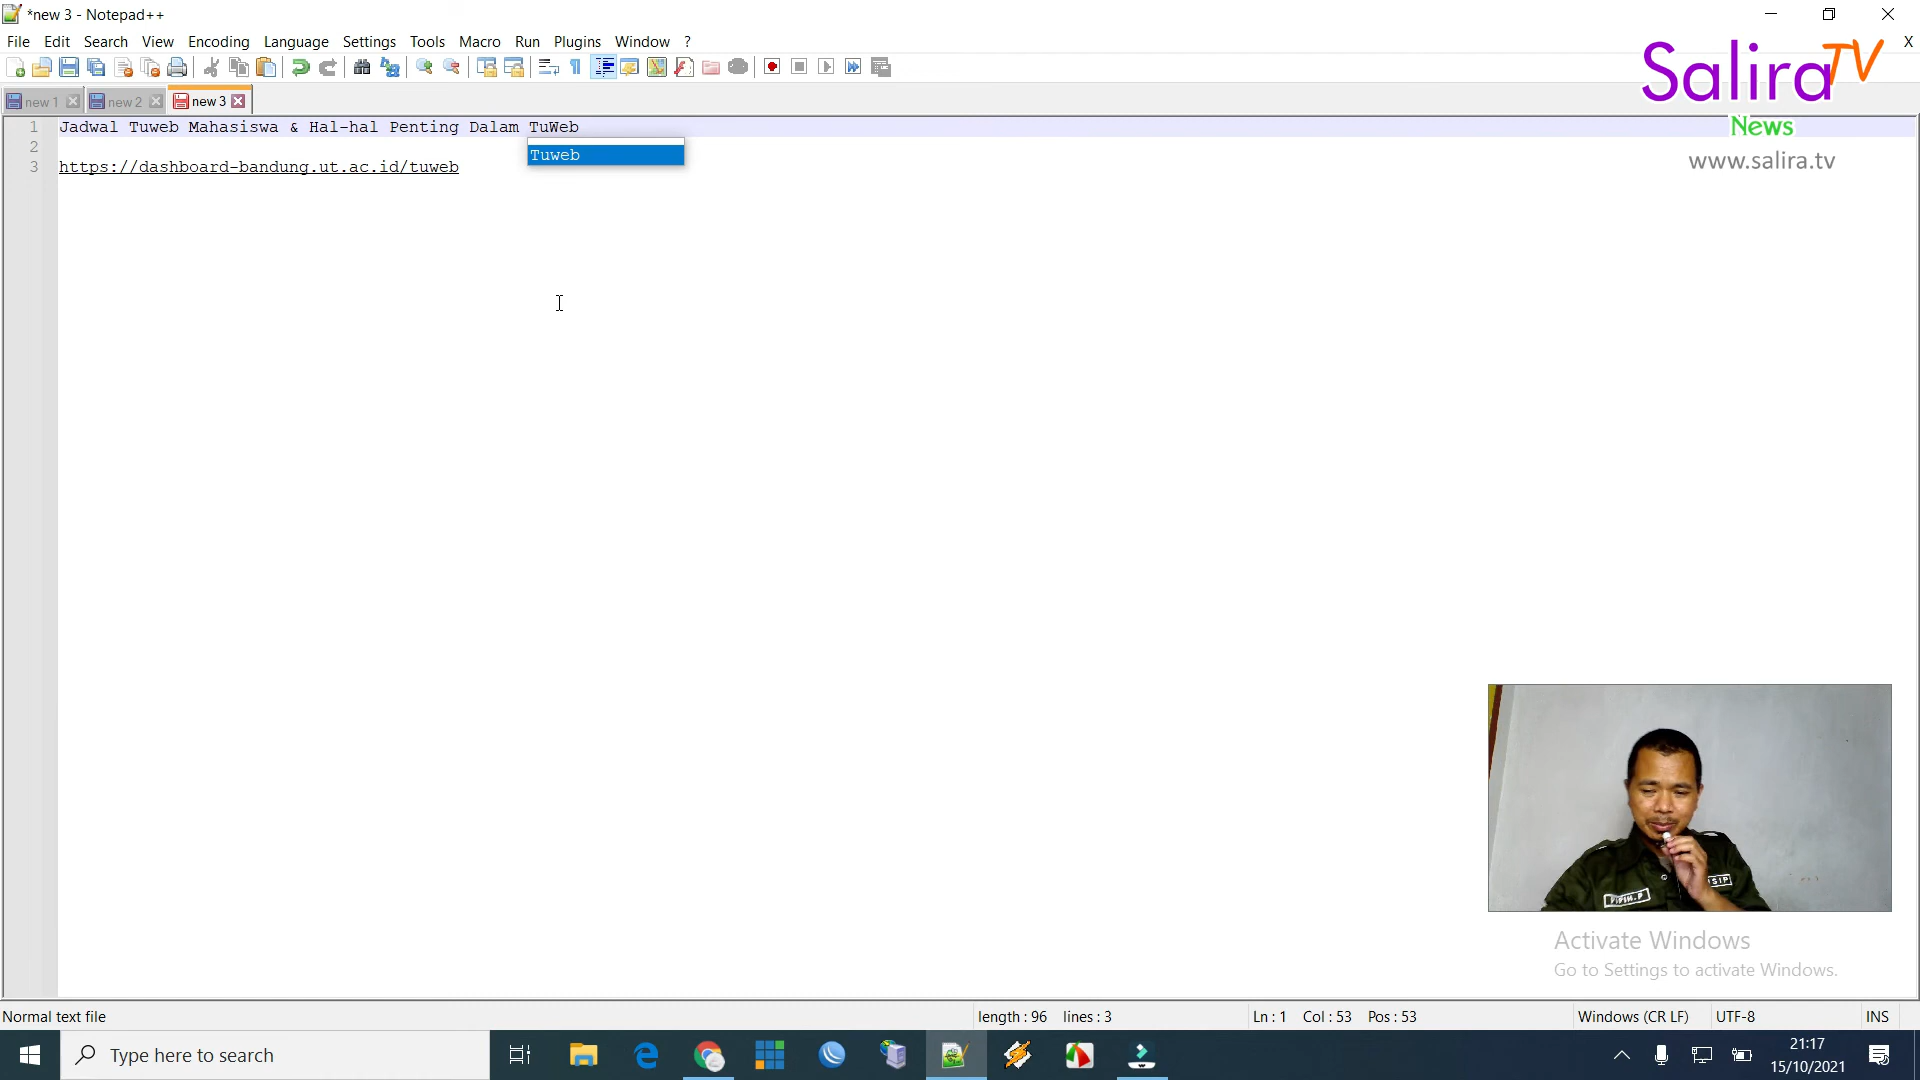 *new 3 - Notepad++
File Edit Search View Encoding Language Settings Tools Macro Run Plugins Window ? X
new 1 new 2 new 3
1 Jadwal Tuweb Mahasiswa & Hal-hal Penting Dalam TuWeb
2
Tuweb
3 https://dashboard-bandung.ut.ac.id/tuweb
SaliraTV
News
www.salira.tv
Activate Windows
Go to Settings to activate Windows.
Normal text file length : 96 lines : 3 Ln : 1 Col : 53 Pos : 53 Windows (CR LF) UTF-8 INS
Type here to search
21:17
15/10/2021